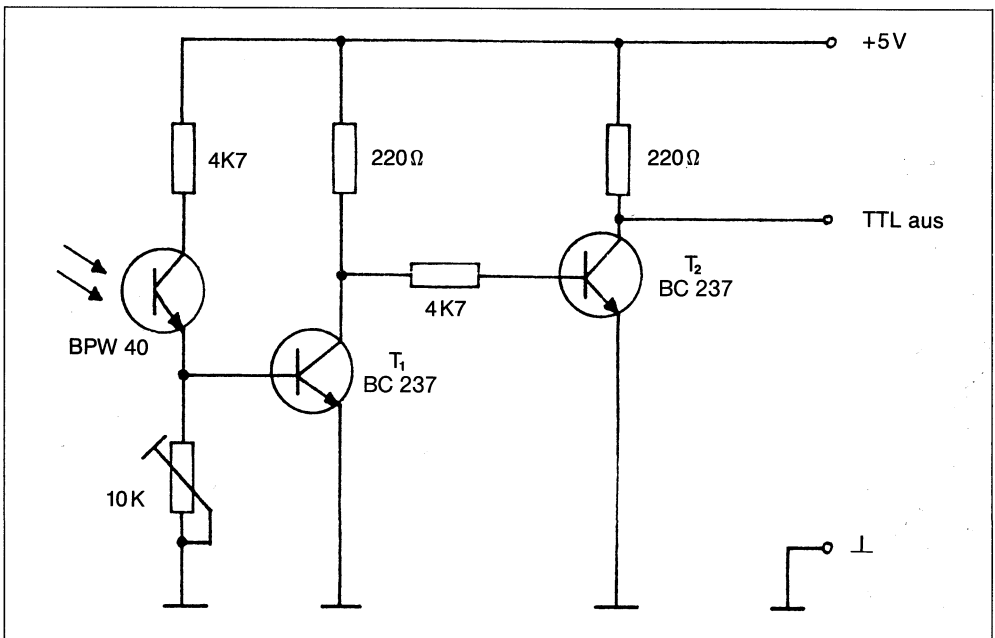 +5V
4K7
220Ω
220Ω
TTL aus
T₂
BC 237
4K7
BPW 40
T₁
BC 237
10K
⊥